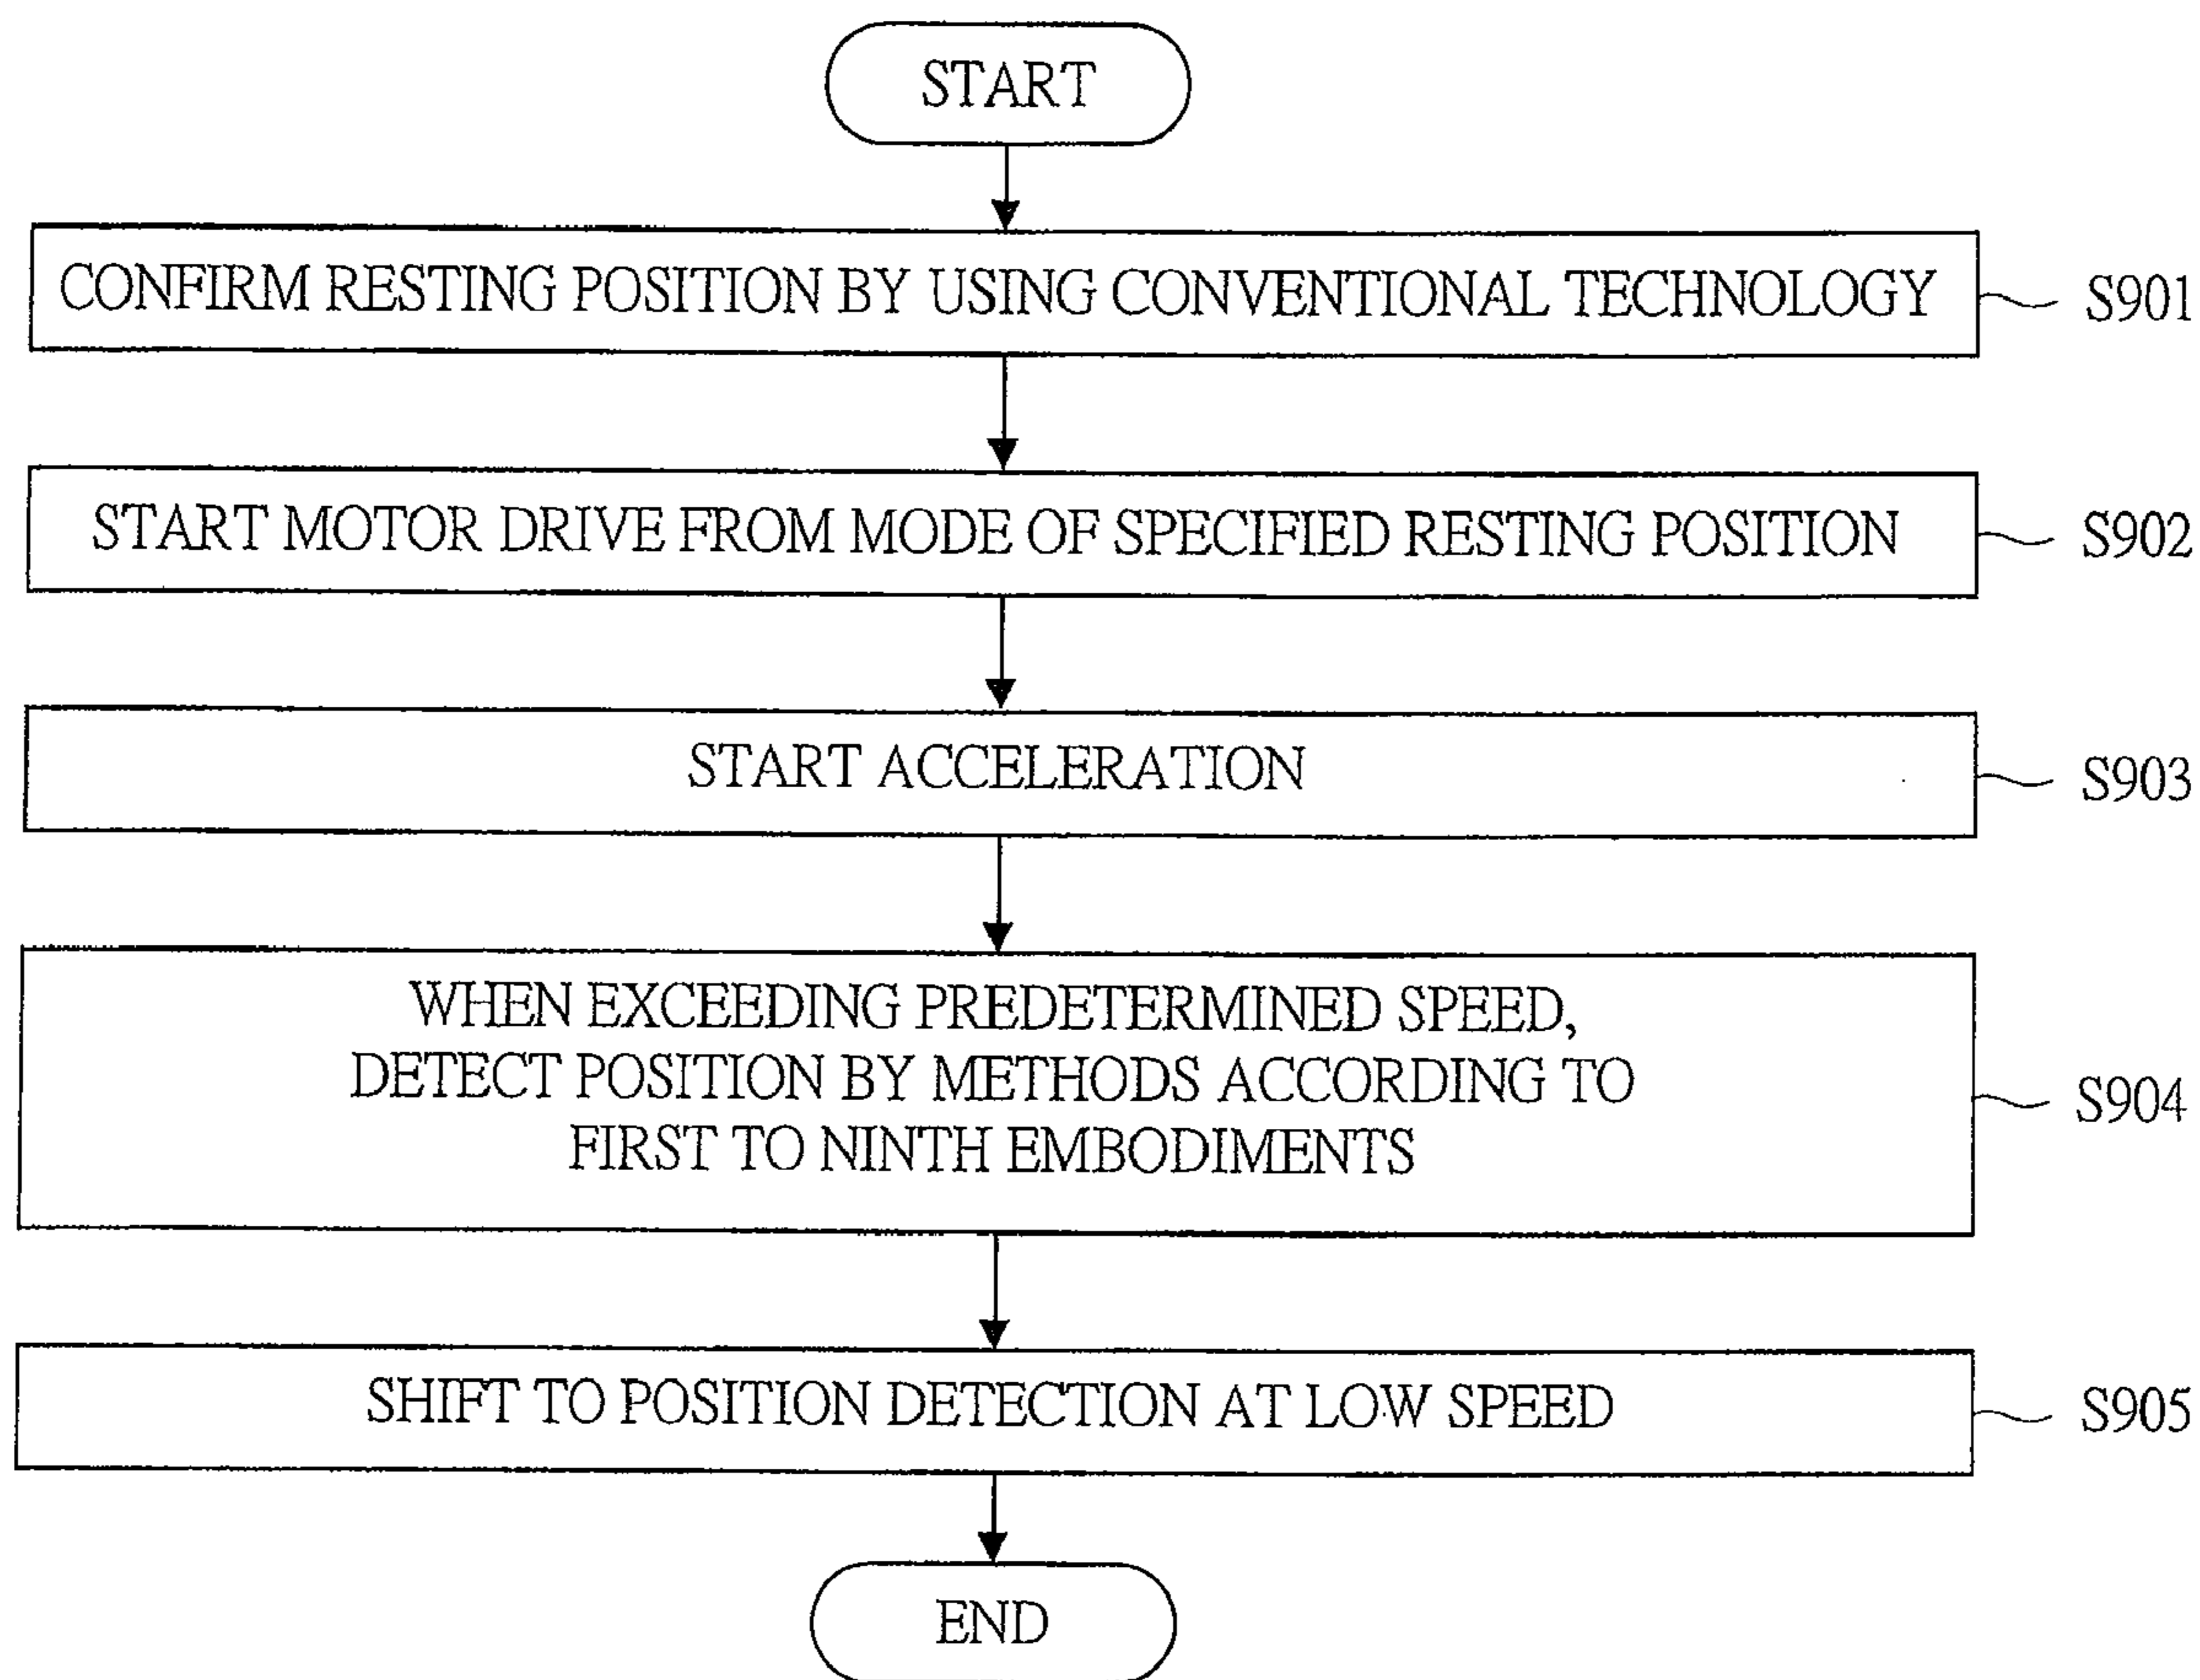 START
CONFIRM RESTING POSITION BY USING CONVENTIONAL TECHNOLOGY
S901
START MOTOR DRIVE FROM MODE OF SPECIFIED RESTING POSITION
S902
START ACCELERATION
S903
WHEN EXCEEDING PREDETERMINED SPEED,
DETECT POSITION BY METHODS ACCORDING TO
FIRST TO NINTH EMBODIMENTS
S904
SHIFT TO POSITION DETECTION AT LOW SPEED
S905
END